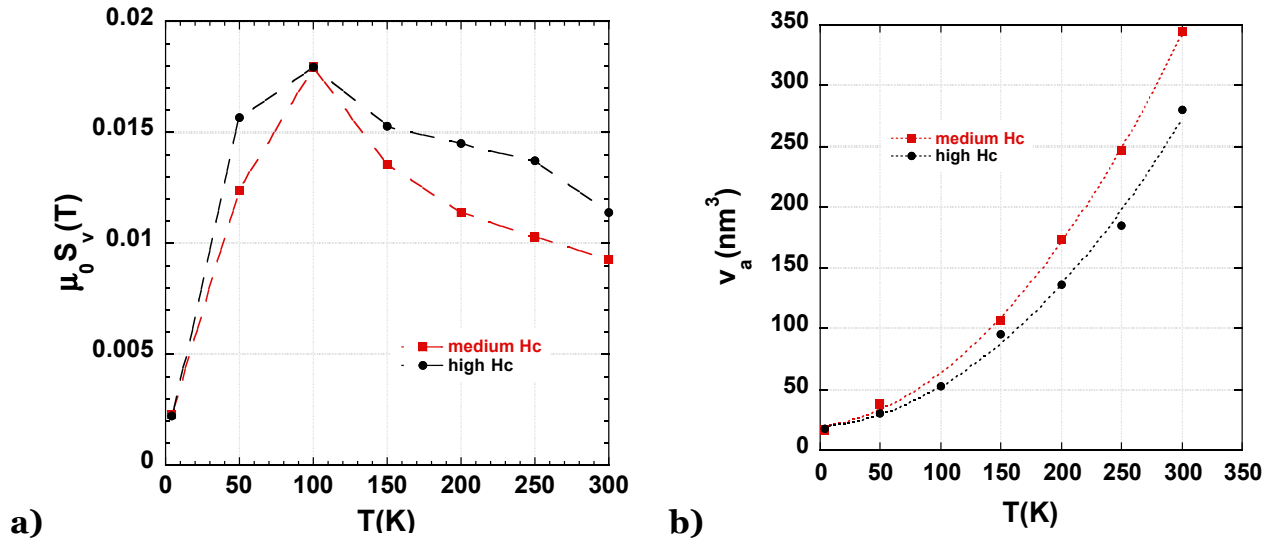 0.02
0.015
0.01
0.005
0
μ0 Sv (T)
medium Hc
high Hc
0 50 100 150 200 250 300
T(K)
a)
350
300
250
200
150
100
50
0
va (nm³)
medium Hc
high Hc
0 50 100 150 200 250 300 350
T(K)
b)